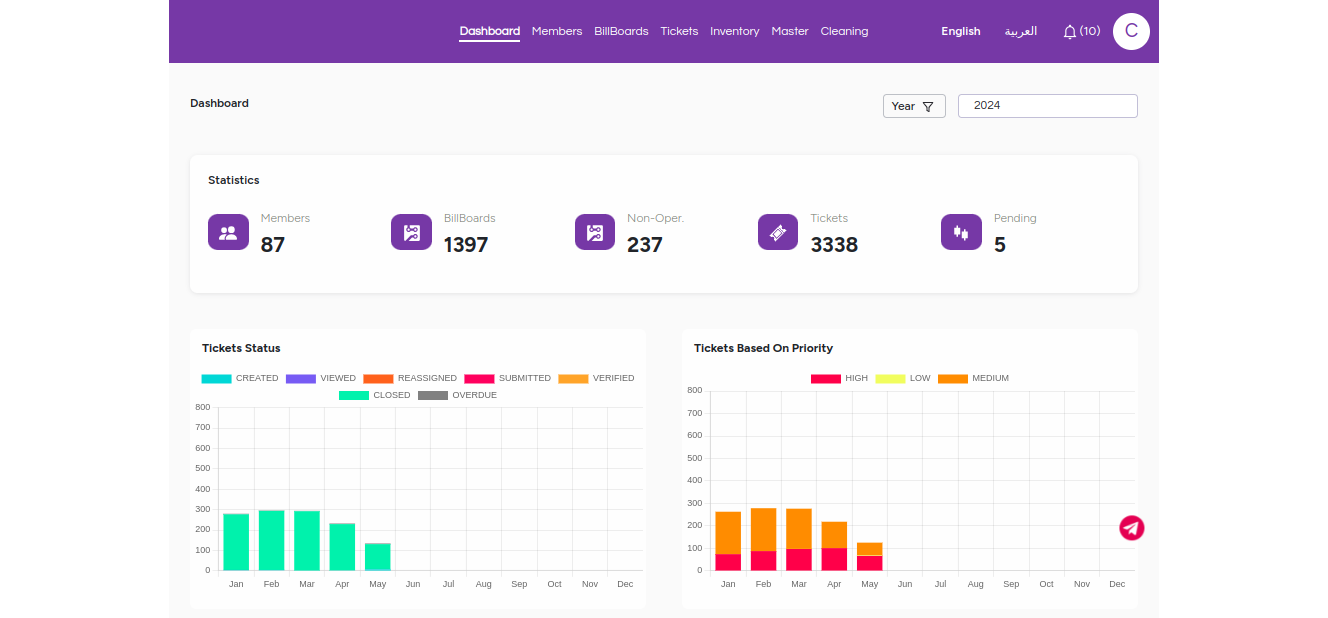 Dashboard Members BillBoards Tickets Inventory Master Cleaning English العربية (10) C
Dashboard
Year 2024
Statistics
Members BillBoards Non-Oper. Tickets Pending
87 1397 237 3338 5
Tickets Status
CREATED VIEWED REASSIGNED SUBMITTED VERIFIED
CLOSED OVERDUE
800
700
600
500
400
300
200
100
0
Jan Feb Mar Apr May Jun Jul Aug Sep Oct Nov Dec
Tickets Based On Priority
HIGH LOW MEDIUM
800
700
600
500
400
300
200
100
0
Jan Feb Mar Apr May Jun Jul Aug Sep Oct Nov Dec